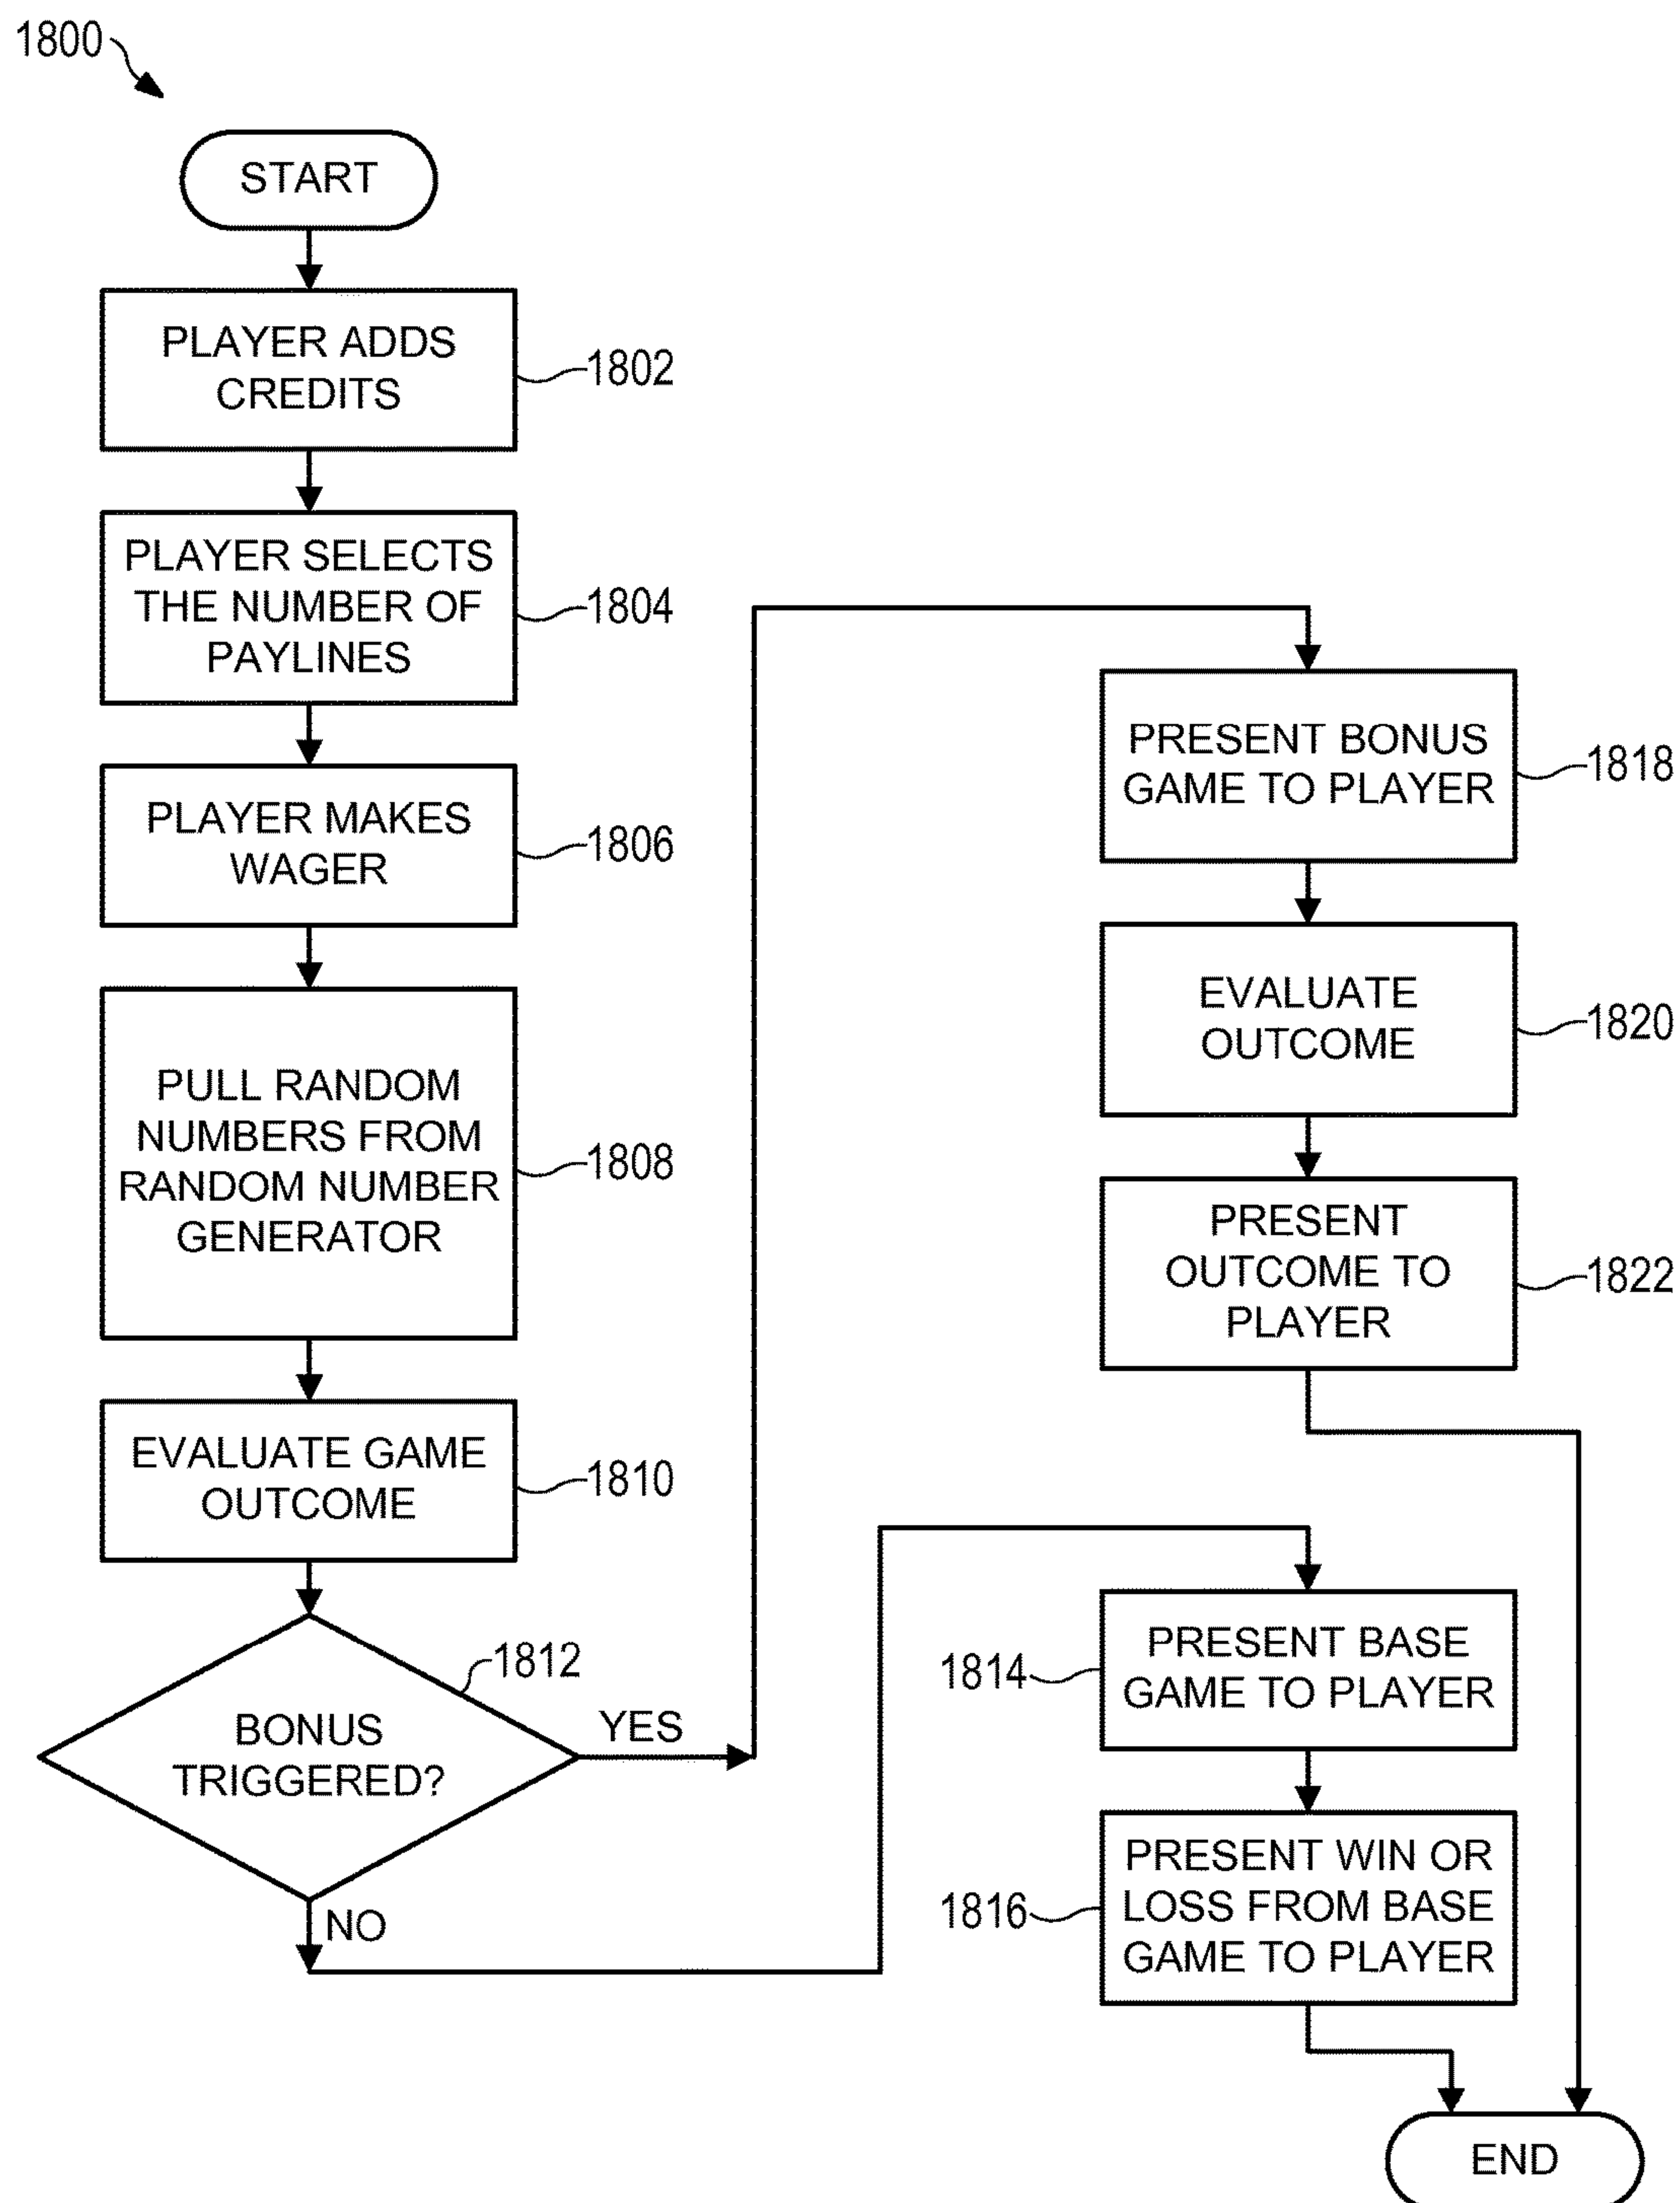 1800
START
PLAYER ADDS
CREDITS
1802
PLAYER SELECTS
THE NUMBER OF
PAYLINES
1804
PLAYER MAKES
WAGER
1806
PULL RANDOM
NUMBERS FROM
RANDOM NUMBER
GENERATOR
1808
EVALUATE GAME
OUTCOME
1810
BONUS
TRIGGERED?
1812
YES
NO
PRESENT BONUS
GAME TO PLAYER
1818
EVALUATE
OUTCOME
1820
PRESENT
OUTCOME TO
PLAYER
1822
PRESENT BASE
GAME TO PLAYER
1814
PRESENT WIN OR
LOSS FROM BASE
GAME TO PLAYER
1816
END